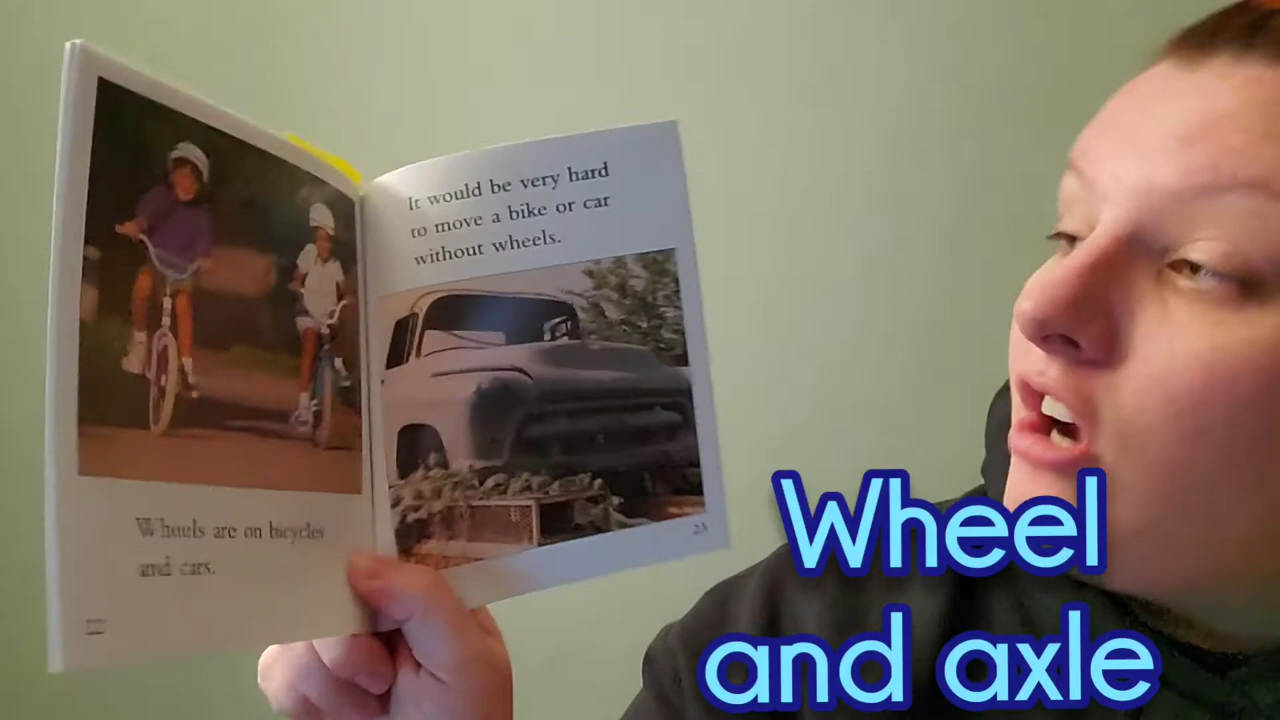 Wheels are on bicycles
and cars.
It would be very hard
to move a bike or car
without wheels.
Wheel
and axle